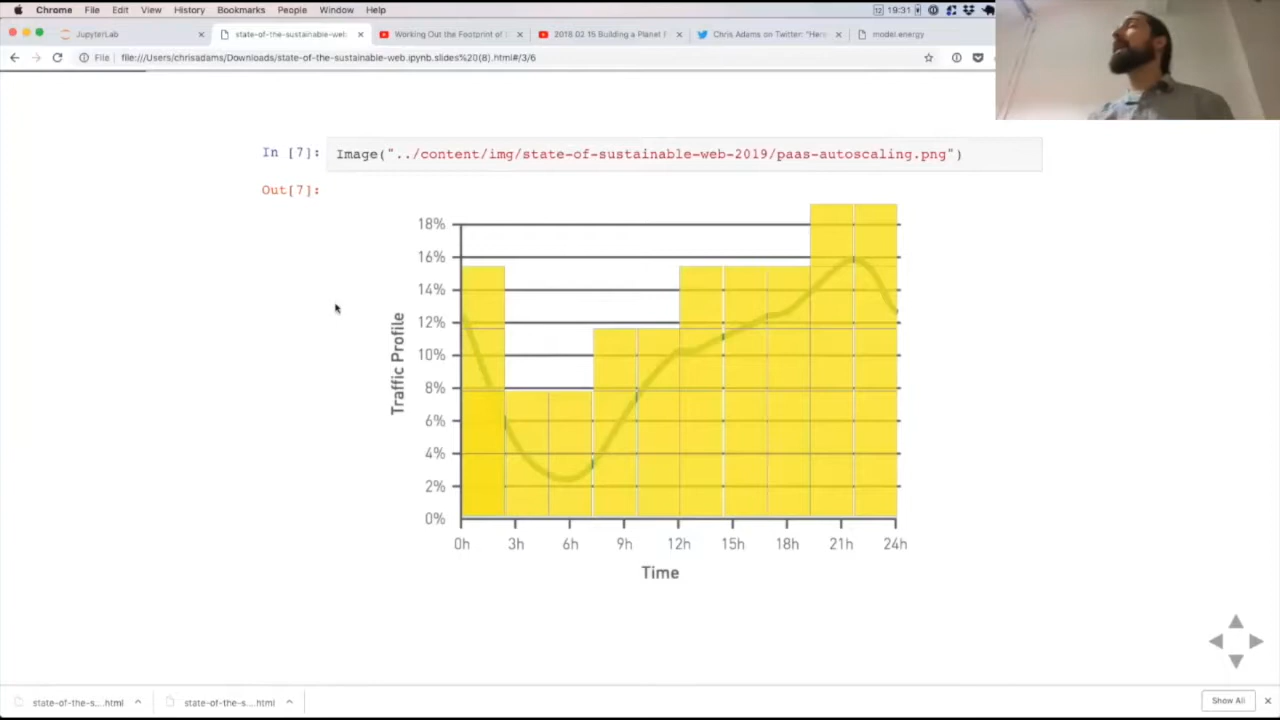 Chrome File Edit View History Bookmarks People Window Help 19:31
JupyterLab
state-of-the-sustainable-web:
Working Out the Footprint of
2018 02 15 Building a Planet
Chris Adams on Twitter: "Here
model.energy
File file:///Users/chrisadams/Downloads/state-of-the-sustainable-web.ipynb.slides%20(8).html#/3/6
In [7]: Image("../content/img/state-of-sustainable-web-2019/paas-autoscaling.png")
Out[7]:
18%
16%
14%
12%
10%
8%
6%
4%
2%
0%
Traffic Profile
0h 3h 6h 9h 12h 15h 18h 21h 24h
Time
state-of-the-s....html
state-of-the-s....html
Show All